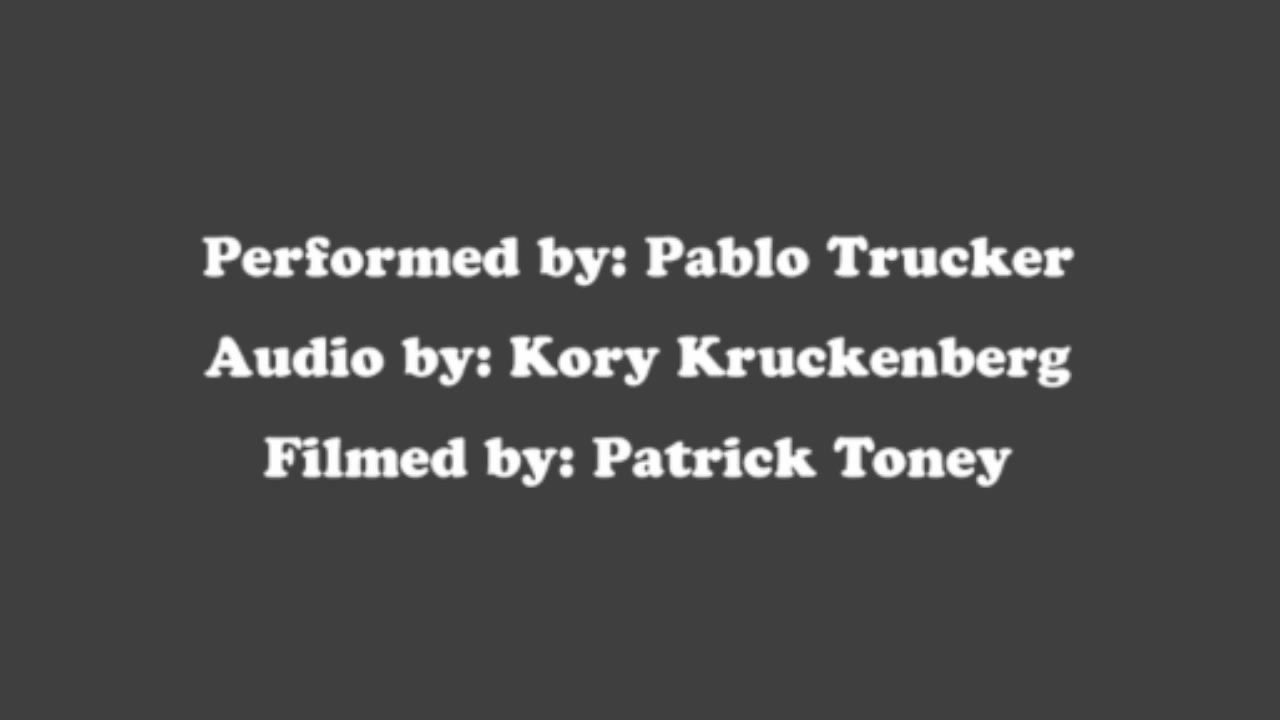 Performed by: Pablo Trucker
Audio by: Kory Kruckenberg
Filmed by: Patrick Toney